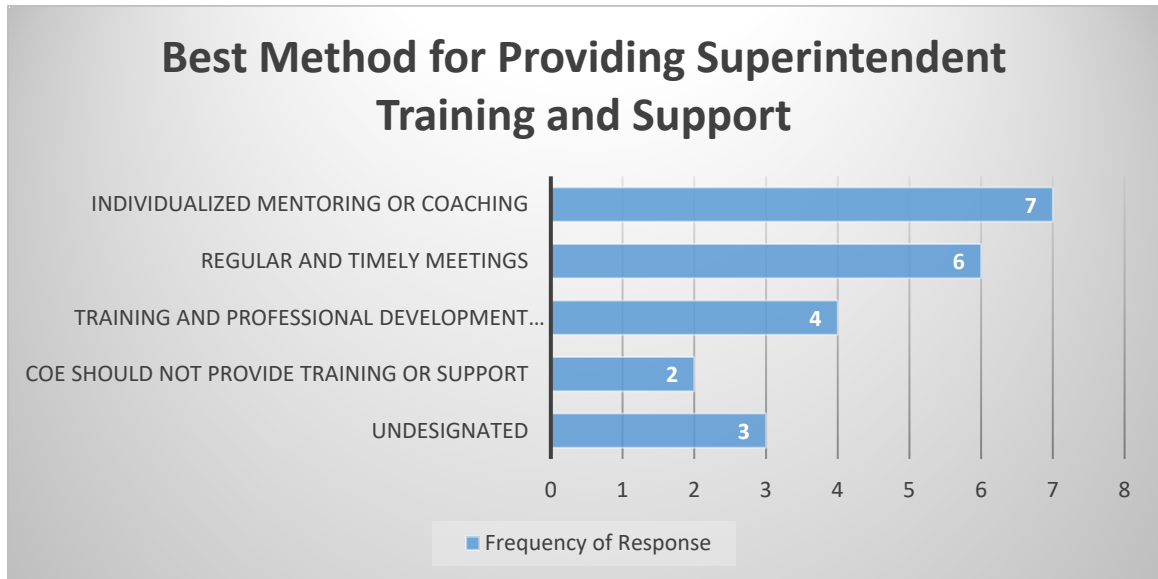 Best Method for Providing Superintendent
Training and Support
INDIVIDUALIZED MENTORING OR COACHING
7
REGULAR AND TIMELY MEETINGS
6
TRAINING AND PROFESSIONAL DEVELOPMENT…
4
COE SHOULD NOT PROVIDE TRAINING OR SUPPORT
2
UNDESIGNATED
3
0 1 2 3 4 5 6 7 8
Frequency of Response